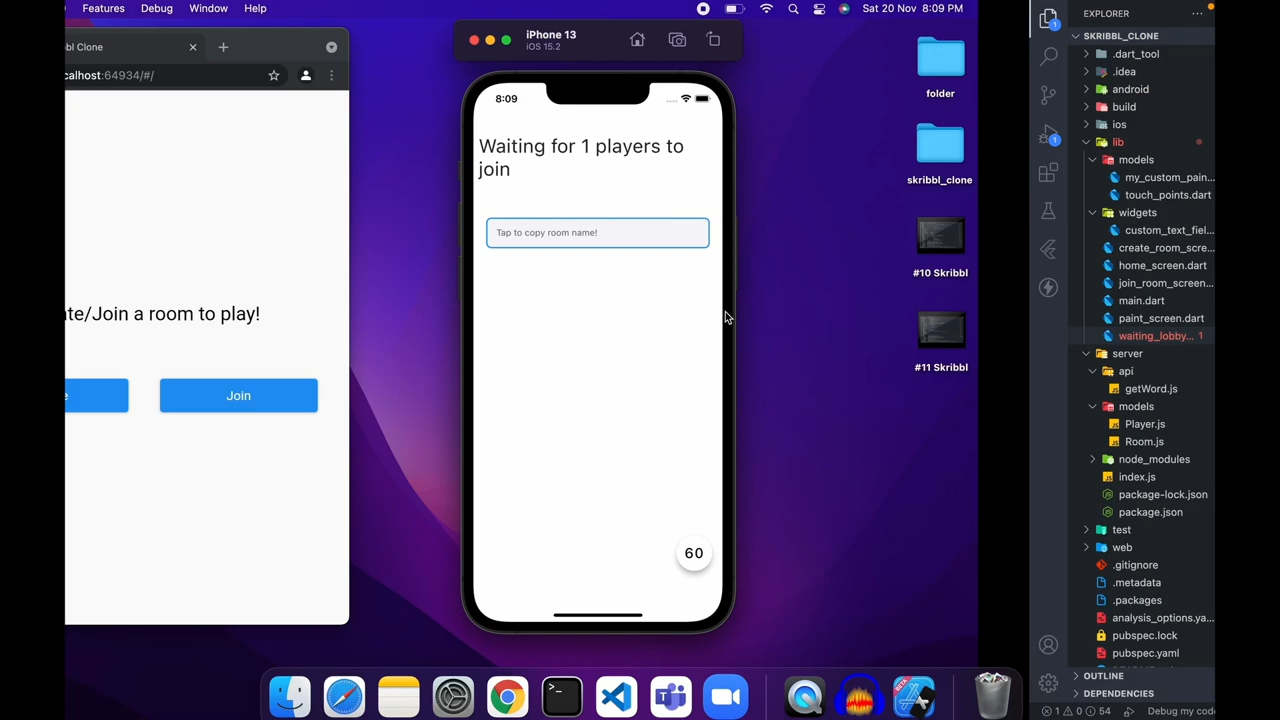 Features Debug Window Help
Sat 20 Nov 8:09 PM
bbl Clone
calhost:64934/#/
ate/Join a room to play!
e
Join
iPhone 13
iOS 15.2
8:09
Waiting for 1 players to
join
Tap to copy room name!
60
folder
skribbl_clone
#10 Skribbl
#11 Skribbl
EXPLORER
SKRIBBL_CLONE
.dart_tool
.idea
android
build
ios
lib
models
my_custom_pain...
touch_points.dart
widgets
custom_text_fiel...
create_room_scre...
home_screen.dart
join_room_screen...
main.dart
paint_screen.dart
waiting_lobby... 1
server
api
getWord.js
models
Player.js
Room.js
node_modules
index.js
package-lock.json
package.json
test
web
.gitignore
.metadata
.packages
analysis_options.ya...
pubspec.lock
pubspec.yaml
OUTLINE
DEPENDENCIES
1 0 54 Debug my cod